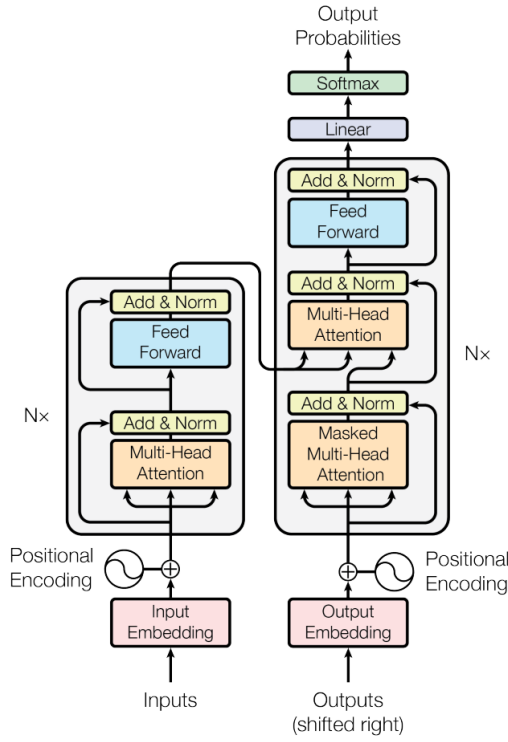 Output
Probabilities
Softmax
Linear
Add & Norm
Feed
Forward
Add & Norm
Multi-Head
Attention
Add & Norm
Masked
Multi-Head
Attention
N×
Add & Norm
Feed
Forward
N×
Add & Norm
Multi-Head
Attention
Positional
Encoding
Positional
Encoding
Input
Embedding
Output
Embedding
Inputs
Outputs
(shifted right)